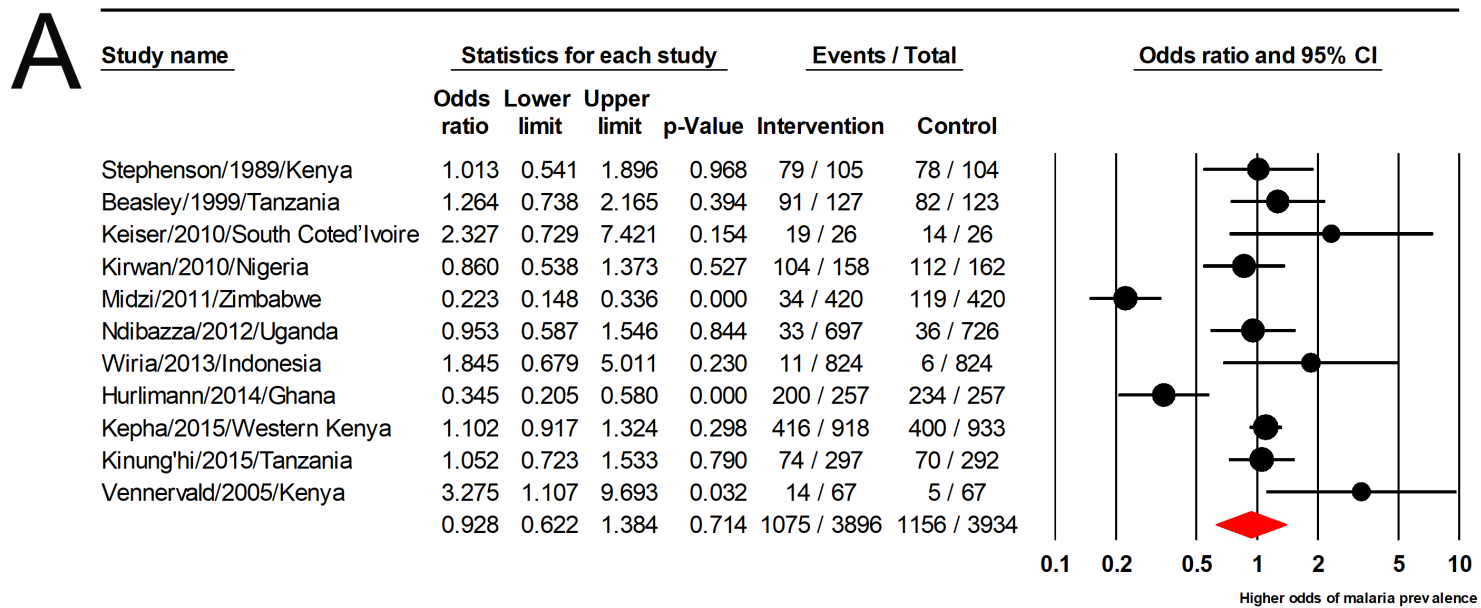 A
Study name Statistics for each study Events / Total Odds ratio and 95% CI
Odds ratio Lower limit Upper limit p-Value Intervention Control
Stephenson/1989/Kenya 1.013 0.541 1.896 0.968 79 / 105 78 / 104
Beasley/1999/Tanzania 1.264 0.738 2.165 0.394 91 / 127 82 / 123
Keiser/2010/South Coted’Ivoire 2.327 0.729 7.421 0.154 19 / 26 14 / 26
Kirwan/2010/Nigeria 0.860 0.538 1.373 0.527 104 / 158 112 / 162
Midzi/2011/Zimbabwe 0.223 0.148 0.336 0.000 34 / 420 119 / 420
Ndibazza/2012/Uganda 0.953 0.587 1.546 0.844 33 / 697 36 / 726
Wiria/2013/Indonesia 1.845 0.679 5.011 0.230 11 / 824 6 / 824
Hurlimann/2014/Ghana 0.345 0.205 0.580 0.000 200 / 257 234 / 257
Kepha/2015/Western Kenya 1.102 0.917 1.324 0.298 416 / 918 400 / 933
Kinung'hi/2015/Tanzania 1.052 0.723 1.533 0.790 74 / 297 70 / 292
Vennervald/2005/Kenya 3.275 1.107 9.693 0.032 14 / 67 5 / 67
0.928 0.622 1.384 0.714 1075 / 3896 1156 / 3934
0.1 0.2 0.5 1 2 5 10
Higher odds of malaria prevalence